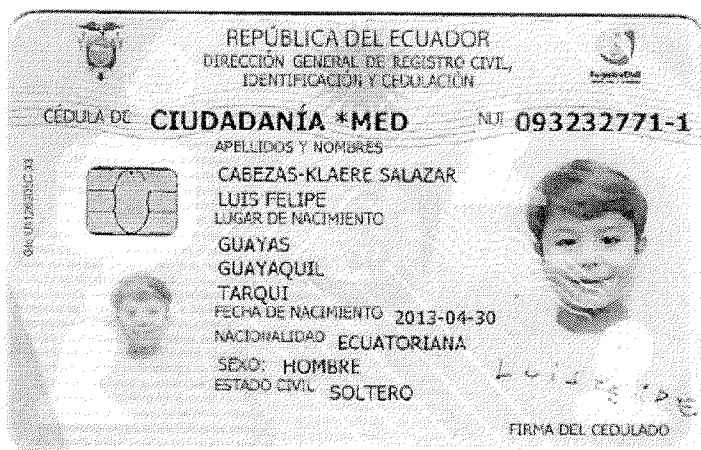 REPÚBLICA DEL ECUADOR
DIRECCIÓN GENERAL DE REGISTRO CIVIL,
IDENTIFICACIÓN Y CEDULACIÓN
CÉDULA DE CIUDADANÍA *MED NUI 093232771-1
APELLIDOS Y NOMBRES
CABEZAS-KLAERE SALAZAR
LUIS FELIPE
LUGAR DE NACIMIENTO
GUAYAS
GUAYAQUIL
TARQUI
FECHA DE NACIMIENTO 2013-04-30
NACIONALIDAD ECUATORIANA
SEXO: HOMBRE
ESTADO CIVIL SOLTERO
LUIS FELIPE
FIRMA DEL CEDULADO